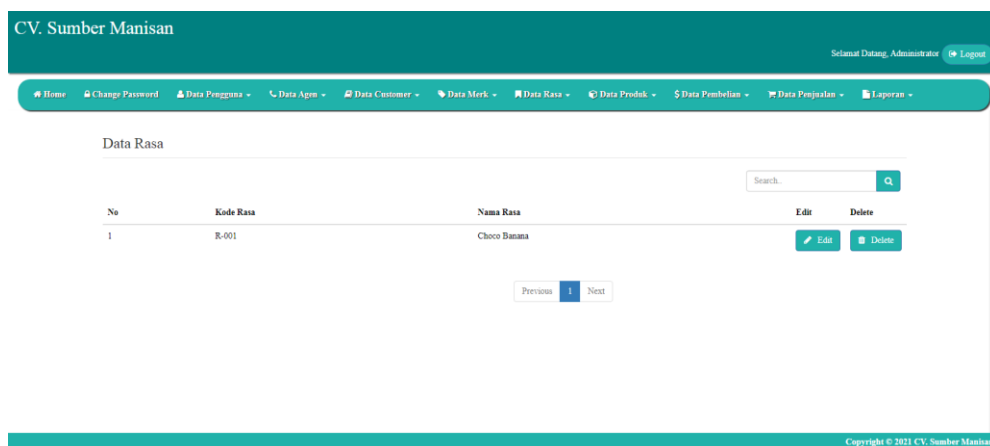 CV. Sumber Manisan
Selamat Datang, Administrator Logout
Home Change Password Data Pengguna Data Agen Data Customer Data Merk Data Rasa Data Produk $ Data Pembelian Data Penjualan Laporan
Data Rasa
Search..
No Kode Rasa Nama Rasa Edit Delete
1 R-001 Choco Banana Edit Delete
Previous 1 Next
Copyright © 2021 CV. Sumber Manisa